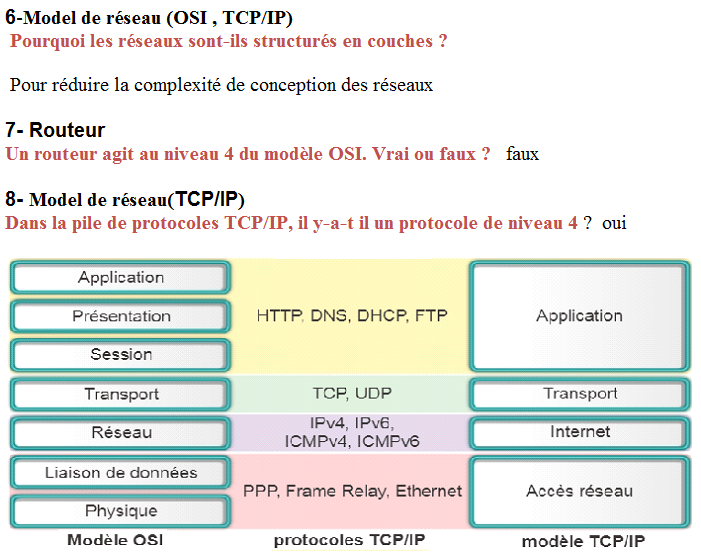 6-Model de réseau (OSI , TCP/IP)
Pourquoi les réseaux sont-ils structurés en couches ?
Pour réduire la complexité de conception des réseaux
7- Routeur
Un routeur agit au niveau 4 du modèle OSI. Vrai ou faux ? faux
8- Model de réseau(TCP/IP)
Dans la pile de protocoles TCP/IP, il y-a-t il un protocole de niveau 4 ? oui
Application
Présentation
HTTP, DNS, DHCP, FTP
Application
Session
Transport
TCP, UDP
Transport
Réseau
IPv4, IPv6,
ICMPv4, ICMPv6
Internet
Liaison de données
PPP, Frame Relay, Ethernet
Accès réseau
Physique
Modèle OSI
protocoles TCP/IP
modèle TCP/IP